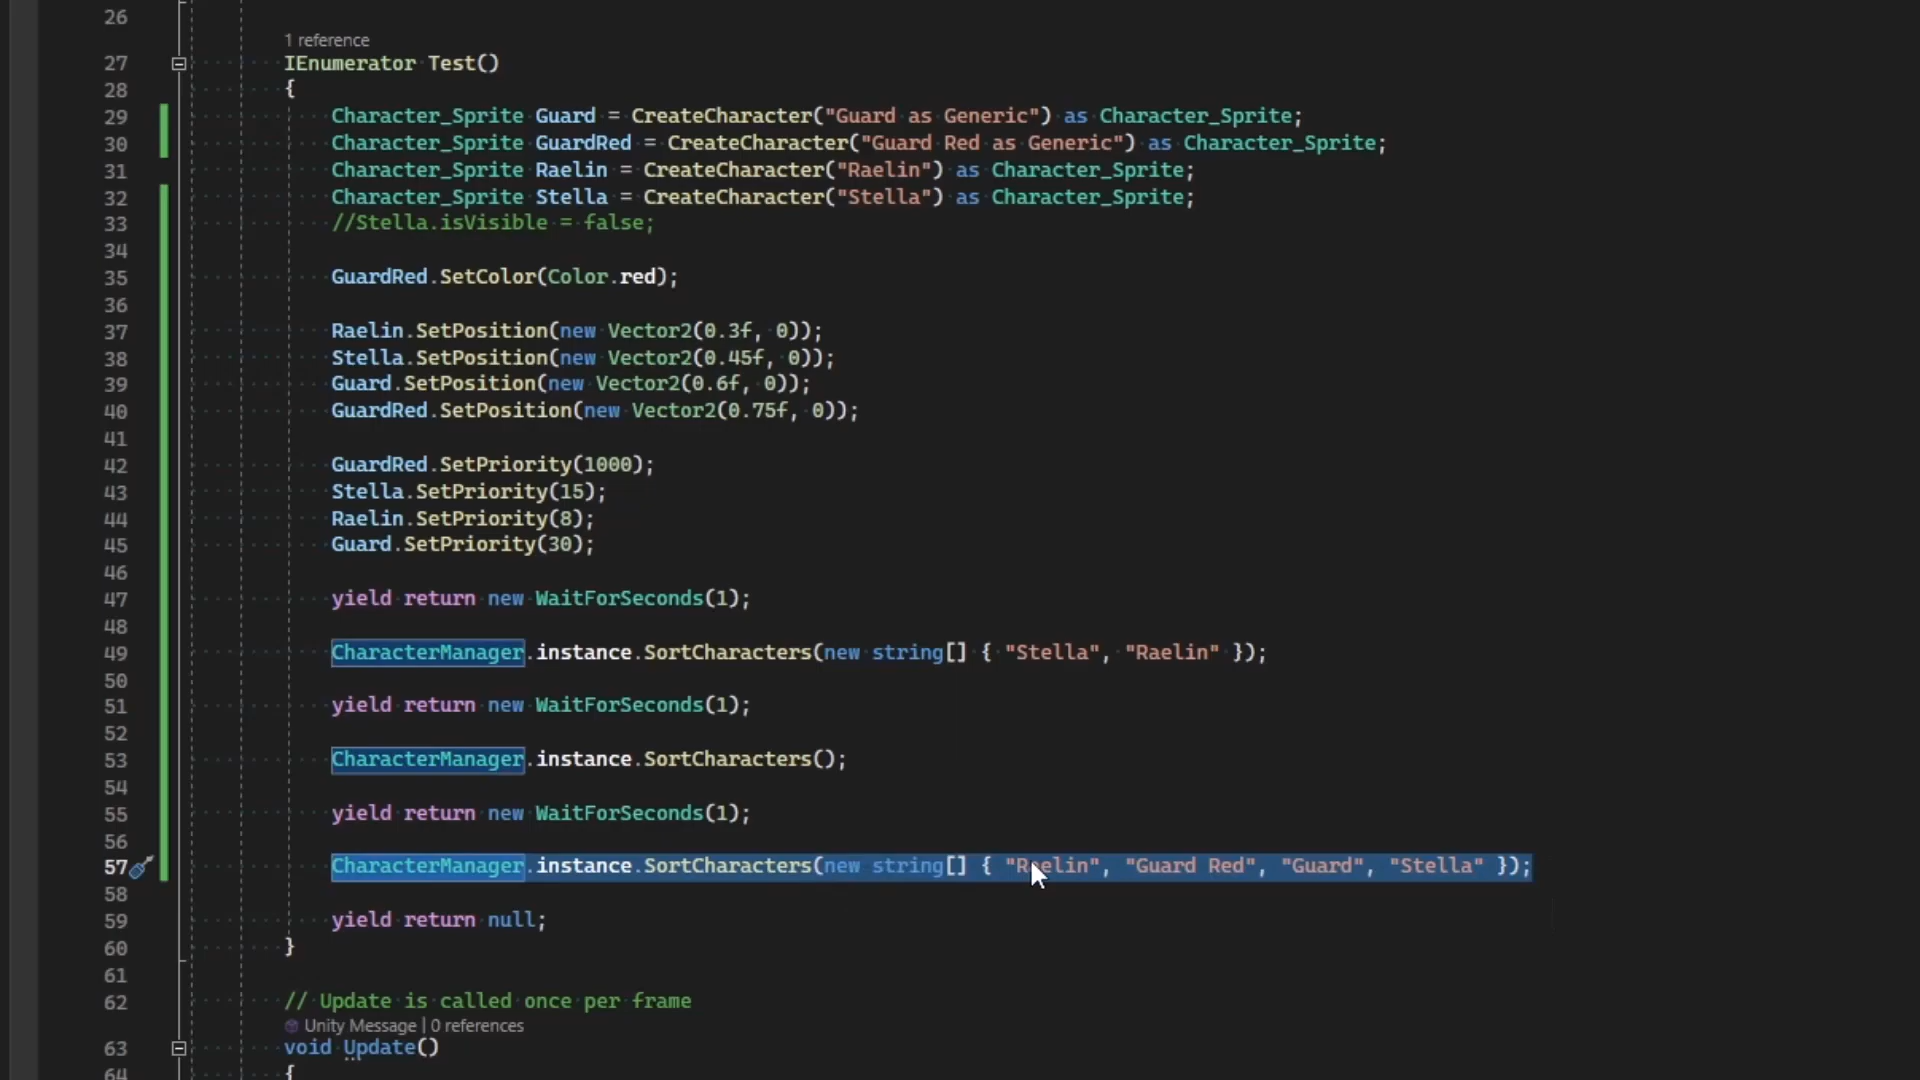 26
1 reference
27 IEnumerator Test()
28 {
29 Character_Sprite Guard = CreateCharacter("Guard as Generic") as Character_Sprite;
30 Character_Sprite GuardRed = CreateCharacter("Guard Red as Generic") as Character_Sprite;
31 Character_Sprite Raelin = CreateCharacter("Raelin") as Character_Sprite;
32 Character_Sprite Stella = CreateCharacter("Stella") as Character_Sprite;
33 //Stella.isVisible = false;
34
35 GuardRed.SetColor(Color.red);
36
37 Raelin.SetPosition(new Vector2(0.3f, 0));
38 Stella.SetPosition(new Vector2(0.45f, 0));
39 Guard.SetPosition(new Vector2(0.6f, 0));
40 GuardRed.SetPosition(new Vector2(0.75f, 0));
41
42 GuardRed.SetPriority(1000);
43 Stella.SetPriority(15);
44 Raelin.SetPriority(8);
45 Guard.SetPriority(30);
46
47 yield return new WaitForSeconds(1);
48
49 CharacterManager.instance.SortCharacters(new string[] { "Stella", "Raelin" });
50
51 yield return new WaitForSeconds(1);
52
53 CharacterManager.instance.SortCharacters();
54
55 yield return new WaitForSeconds(1);
56
57 CharacterManager.instance.SortCharacters(new string[] { "Raelin", "Guard Red", "Guard", "Stella" });
58
59 yield return null;
60 }
61
62 // Update is called once per frame
Unity Message | 0 references
63 void Update()
64 {